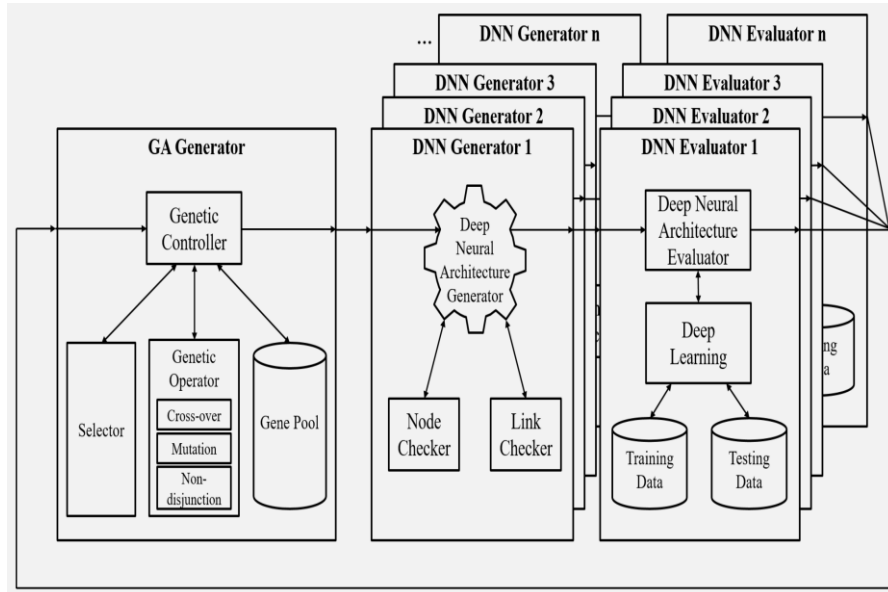 ...
DNN Generator n
DNN Evaluator n
DNN Generator 3
DNN Evaluator 3
DNN Generator 2
DNN Evaluator 2
GA Generator
DNN Generator 1
DNN Evaluator 1
Genetic
Controller
Deep
Neural
Architecture
Generator
Deep Neural
Architecture
Evaluator
Deep
Learning
Selector
Genetic
Operator
Cross-over
Mutation
Non-
disjunction
Gene Pool
Node
Checker
Link
Checker
Training
Data
Testing
Data